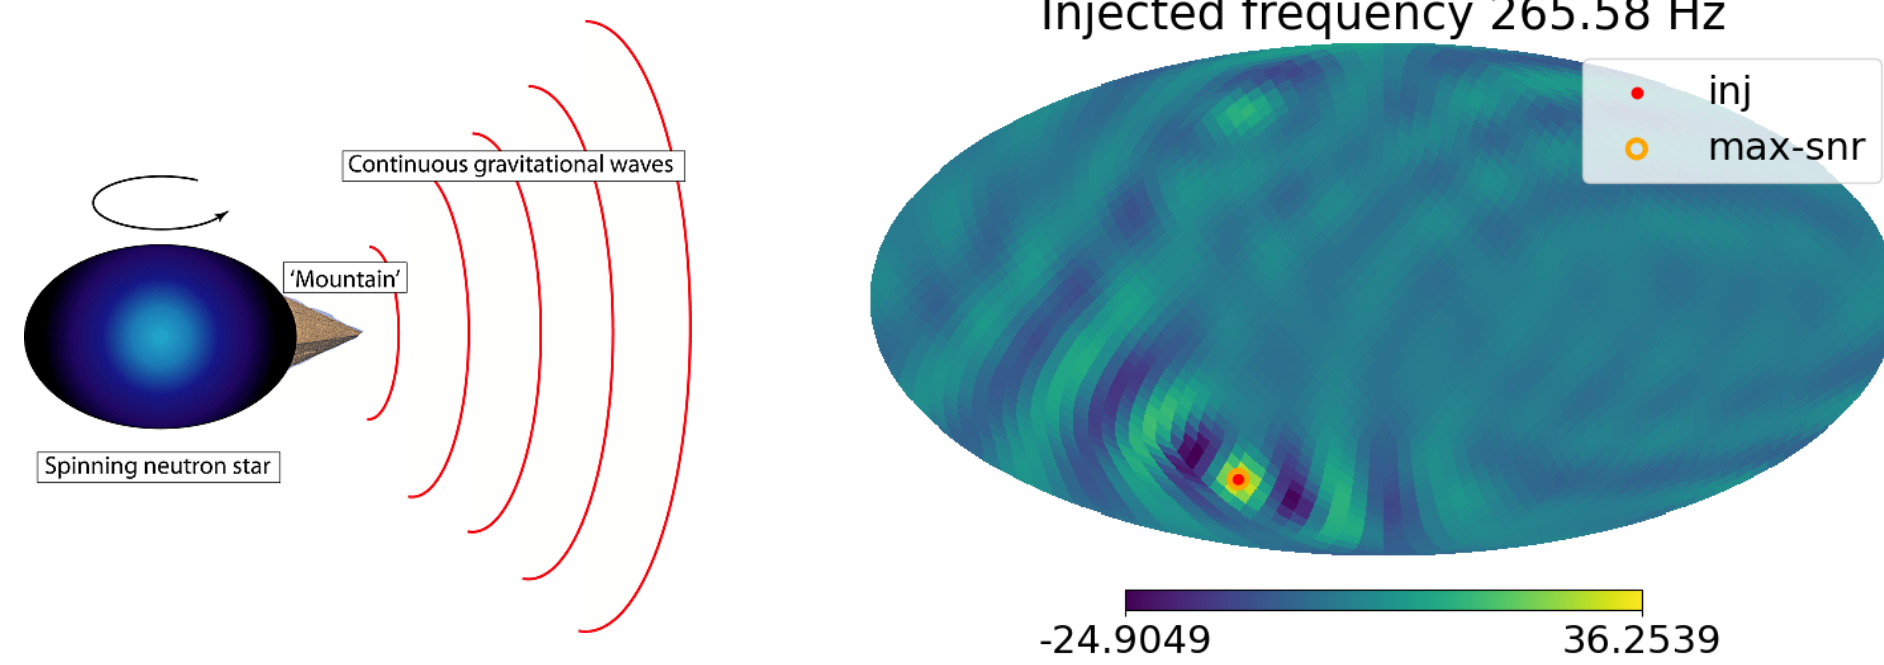 Continuous gravitational waves
'Mountain'
Spinning neutron star
Injected frequency 265.58 Hz
inj
max-snr
-24.9049
36.2539